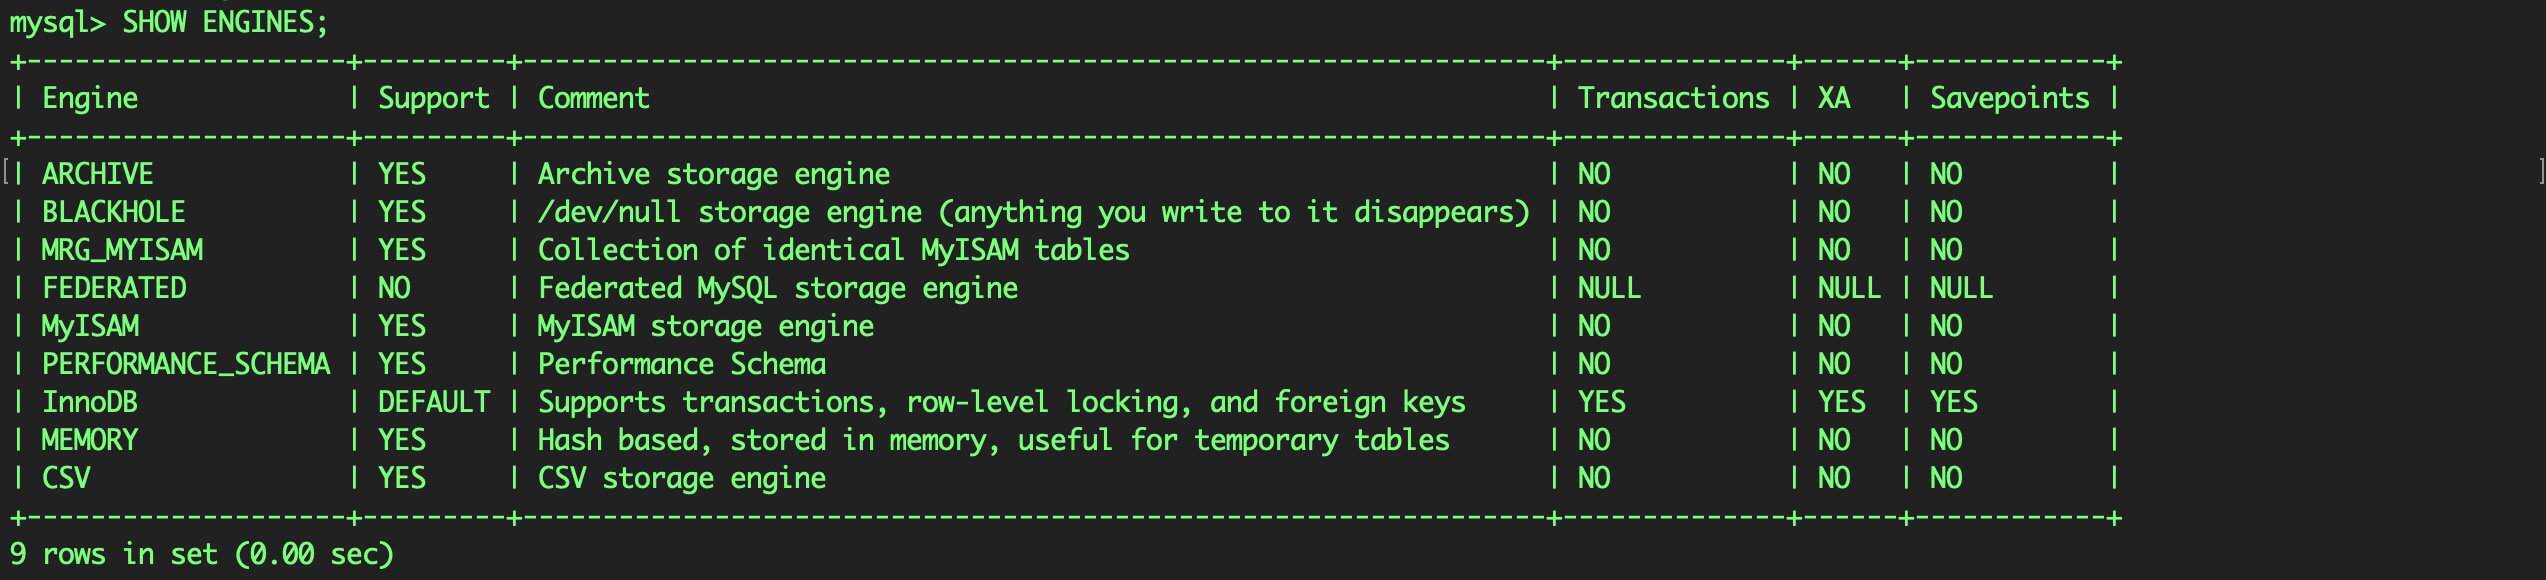 mysql> SHOW ENGINES;
+--------------------+---------+----------------------------------------------------------------+--------------+------+------------+
| Engine             | Support | Comment                                                        | Transactions | XA   | Savepoints |
+--------------------+---------+----------------------------------------------------------------+--------------+------+------------+
[| ARCHIVE            | YES     | Archive storage engine                                         | NO           | NO   | NO         | ]
| BLACKHOLE          | YES     | /dev/null storage engine (anything you write to it disappears) | NO           | NO   | NO         |
| MRG_MYISAM         | YES     | Collection of identical MyISAM tables                          | NO           | NO   | NO         |
| FEDERATED          | NO      | Federated MySQL storage engine                                 | NULL         | NULL | NULL       |
| MyISAM             | YES     | MyISAM storage engine                                          | NO           | NO   | NO         |
| PERFORMANCE_SCHEMA | YES     | Performance Schema                                             | NO           | NO   | NO         |
| InnoDB             | DEFAULT | Supports transactions, row-level locking, and foreign keys     | YES          | YES  | YES        |
| MEMORY             | YES     | Hash based, stored in memory, useful for temporary tables      | NO           | NO   | NO         |
| CSV                | YES     | CSV storage engine                                             | NO           | NO   | NO         |
+--------------------+---------+----------------------------------------------------------------+--------------+------+------------+
9 rows in set (0.00 sec)